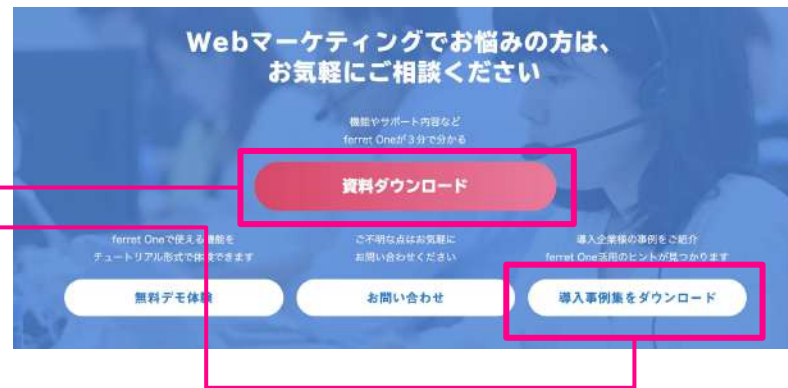 Webマーケティングでお悩みの方は、
お気軽にご相談ください
機能やサポート内容など
ferret Oneが3分で分かる
資料ダウンロード
ferret Oneで使える機能を
チュートリアル形式で体験できます
無料デモ体験
ご不明な点はお気軽に
お問い合わせください
お問い合わせ
導入企業様の事例をご紹介
ferret One活用のヒントが見つかります
導入事例集をダウンロード